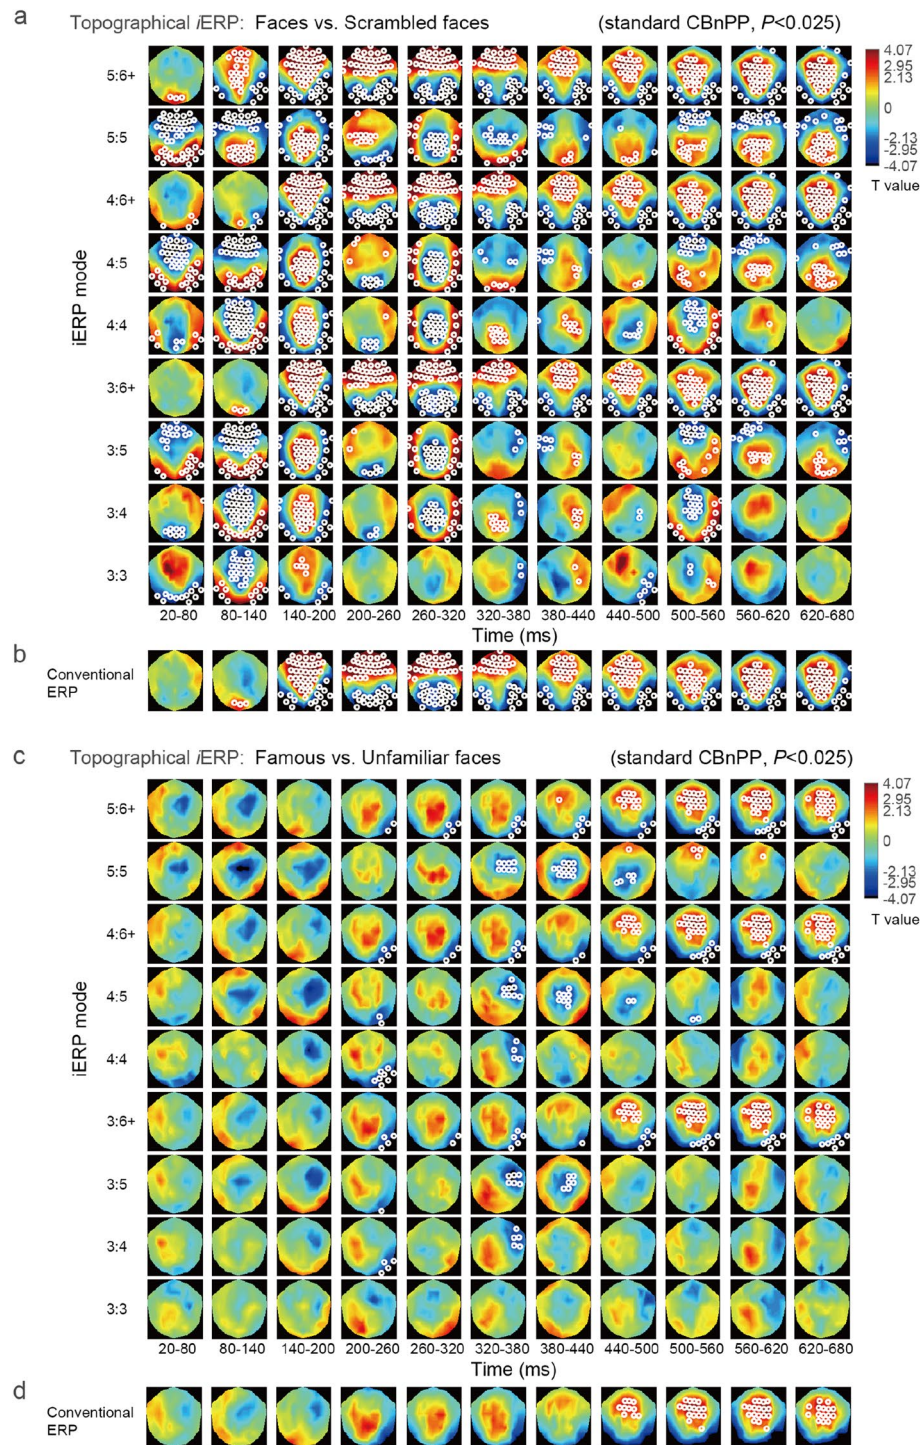 a
Topographical iERP: Faces vs. Scrambled faces (standard CBnPP, P<0.025)
5:6+
5:5
4:6+
4:5
4:4
3:6+
3:5
3:4
3:3
iERP mode
4.07
2.95
2.13
0
-2.13
-2.95
-4.07
T value
20-80 80-140 140-200 200-260 260-320 320-380 380-440 440-500 500-560 560-620 620-680
Time (ms)
b
Conventional
ERP
c
Topographical iERP: Famous vs. Unfamiliar faces (standard CBnPP, P<0.025)
5:6+
5:5
4:6+
4:5
4:4
3:6+
3:5
3:4
3:3
iERP mode
4.07
2.95
2.13
0
-2.13
-2.95
-4.07
T value
20-80 80-140 140-200 200-260 260-320 320-380 380-440 440-500 500-560 560-620 620-680
Time (ms)
d
Conventional
ERP